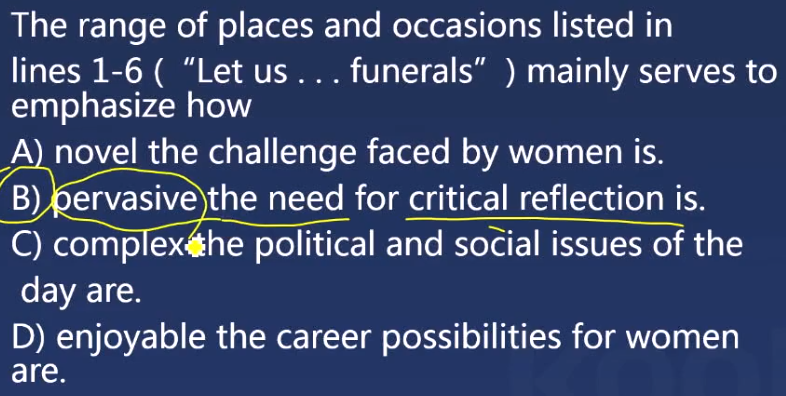 The range of places and occasions listed in
lines 1-6 ( “Let us . . . funerals” ) mainly serves to
emphasize how
A) novel the challenge faced by women is.
B) pervasive the need for critical reflection is.
C) complex the political and social issues of the
day are.
D) enjoyable the career possibilities for women
are.